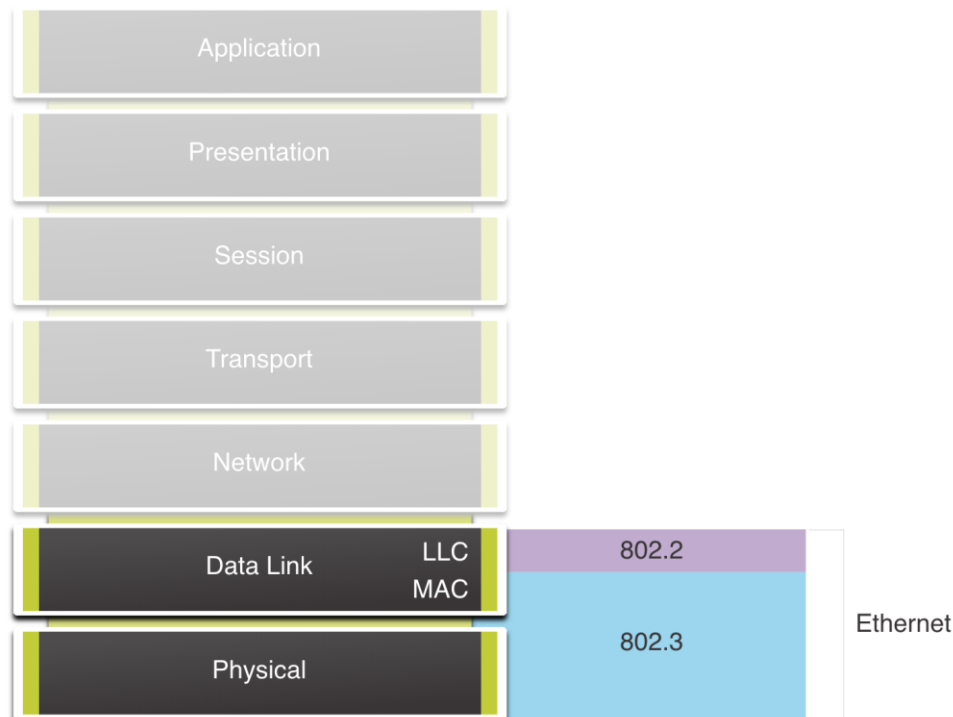 Application
Presentation
Session
Transport
Network
Data Link
LLC
MAC
802.2
802.3
Ethernet
Physical